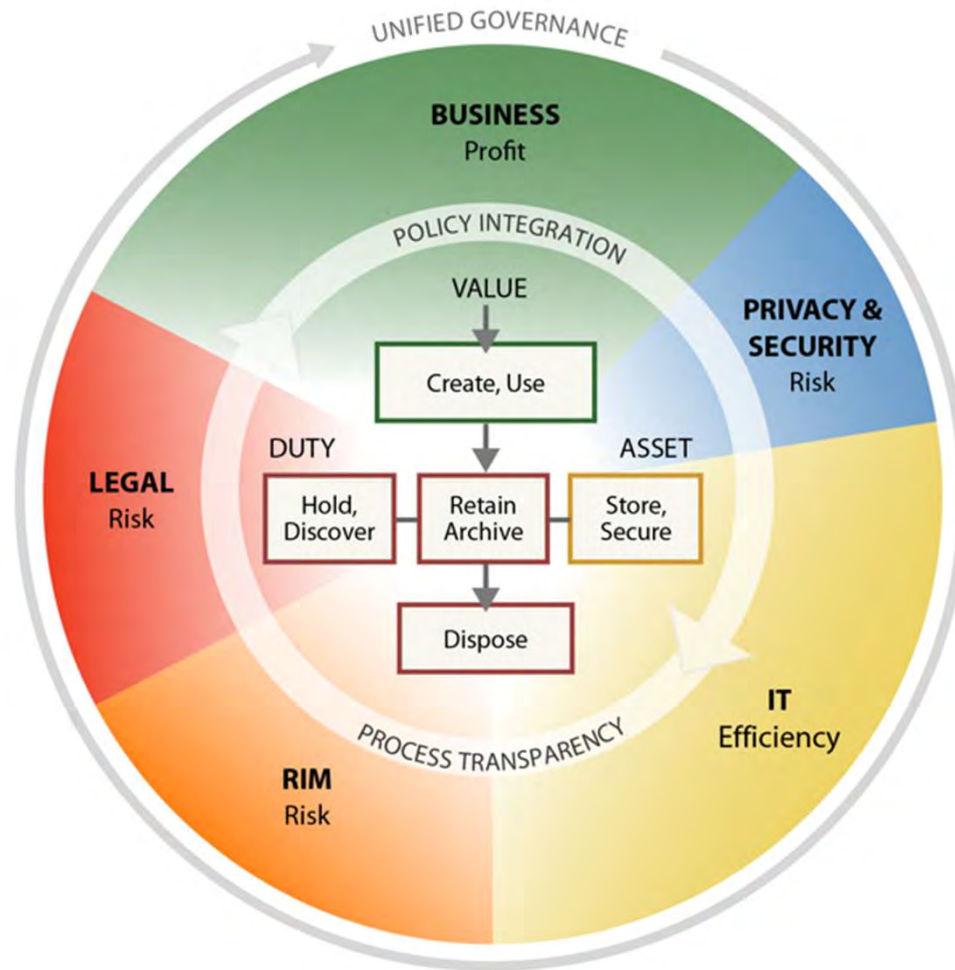 UNIFIED GOVERNANCE
BUSINESS
Profit
POLICY INTEGRATION
VALUE
Create, Use
PRIVACY &
SECURITY
Risk
DUTY
ASSET
LEGAL
Risk
Hold,
Discover
Retain
Archive
Store,
Secure
Dispose
IT
Efficiency
PROCESS TRANSPARENCY
RIM
Risk